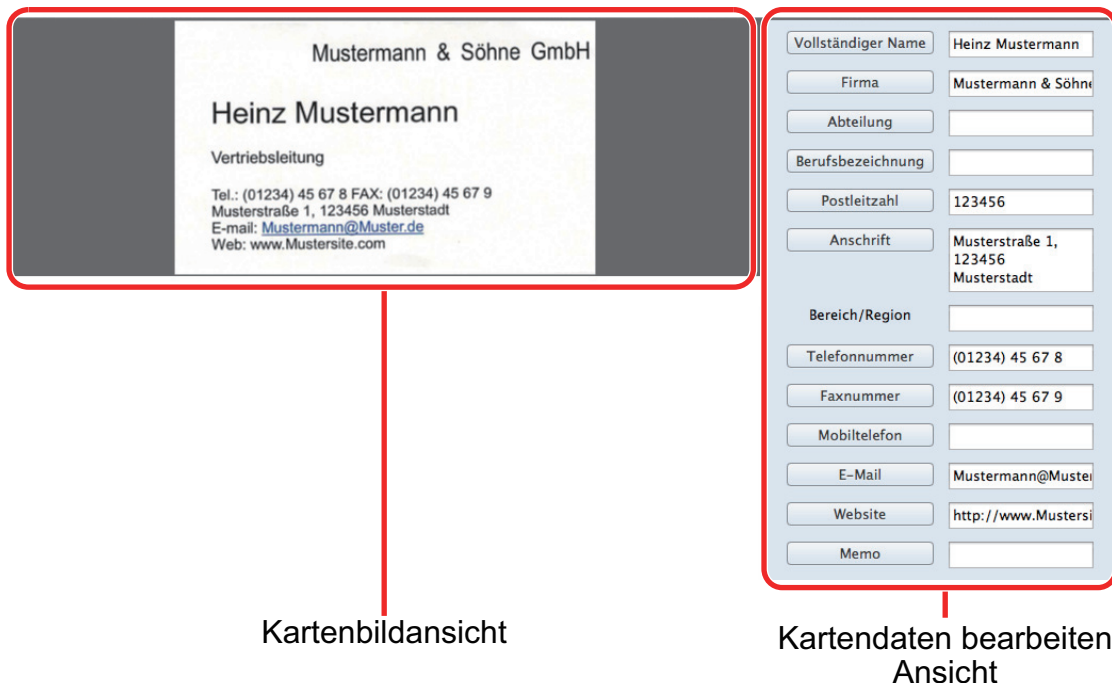 Mustermann & Söhne GmbH
Heinz Mustermann
Vertriebsleitung
Tel.: (01234) 45 67 8 FAX: (01234) 45 67 9
Musterstraße 1, 123456 Musterstadt
E-mail: Mustermann@Muster.de
Web: www.Mustersite.com
Vollständiger Name Heinz Mustermann
Firma Mustermann & Söhne
Abteilung
Berufsbezeichnung
Postleitzahl 123456
Anschrift Musterstraße 1,
123456
Musterstadt
Bereich/Region
Telefonnummer (01234) 45 67 8
Faxnummer (01234) 45 67 9
Mobiltelefon
E-Mail Mustermann@Muster
Website http://www.Mustersi
Memo
Kartenbildansicht
Kartendaten bearbeiten
Ansicht